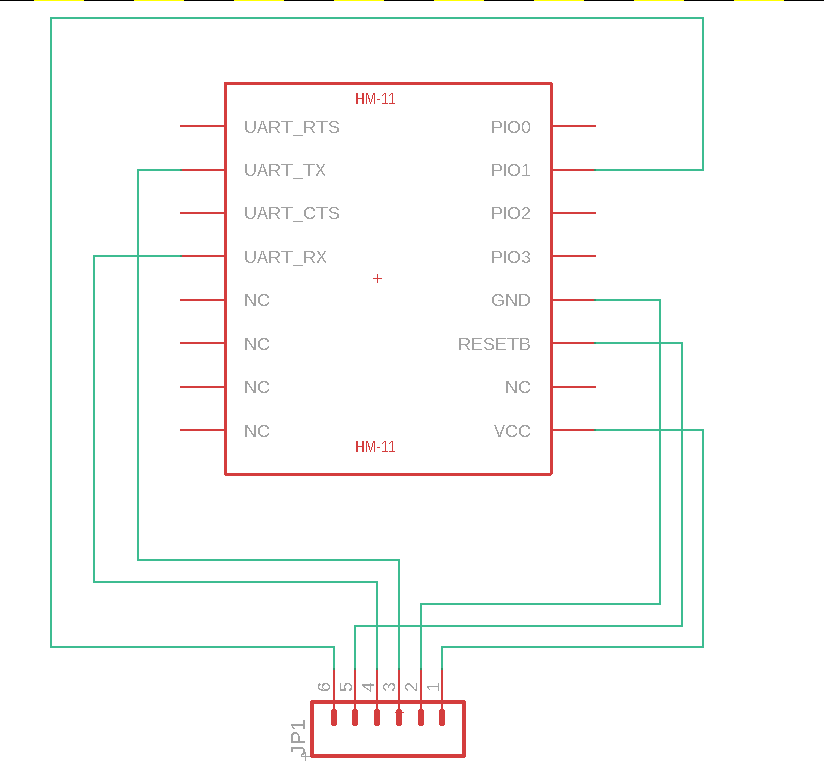 HM-11
UART_RTS PIO0
UART_TX PIO1
UART_CTS PIO2
UART_RX PIO3
NC GND
NC RESETB
NC NC
NC VCC
HM-11
6 5 4 3 2 1
JP1